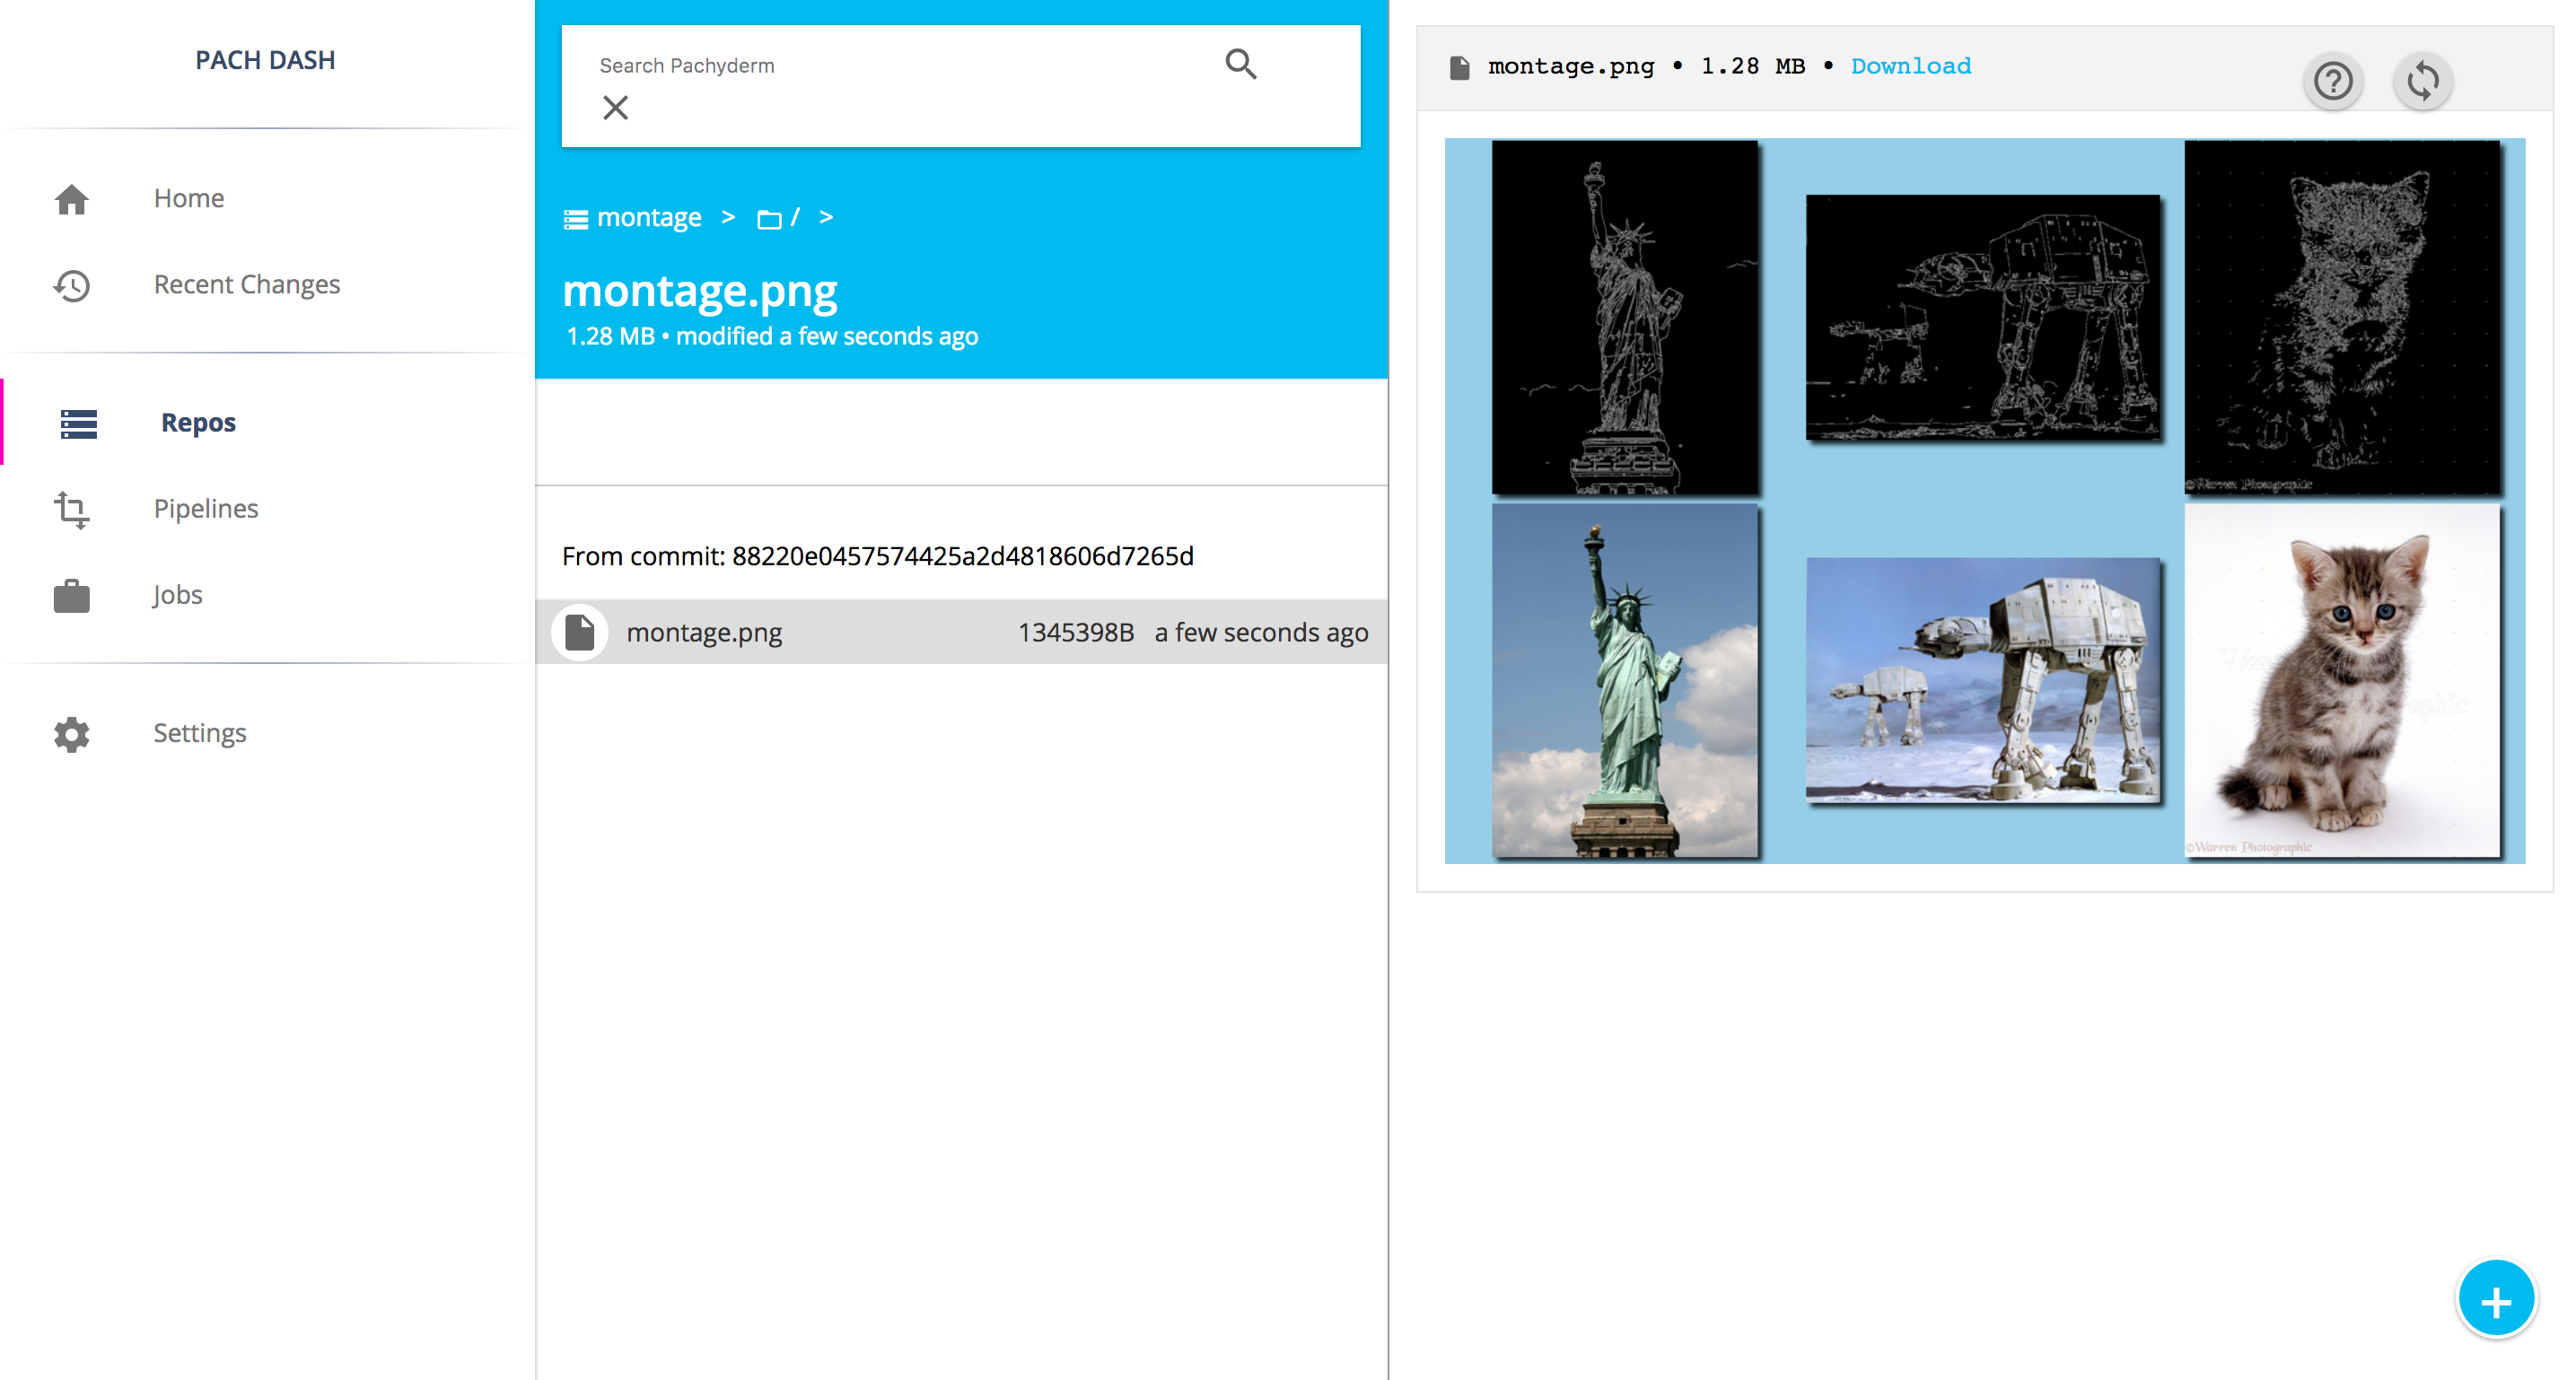 PACH DASH
Home
Recent Changes
Repos
Pipelines
Jobs
Settings
Search Pachyderm
montage > / >
montage.png
1.28 MB • modified a few seconds ago
From commit: 88220e0457574425a2d4818606d7265d
montage.png 1345398B a few seconds ago
montage.png • 1.28 MB • Download
©Warren Photographic
©Warren Photographic